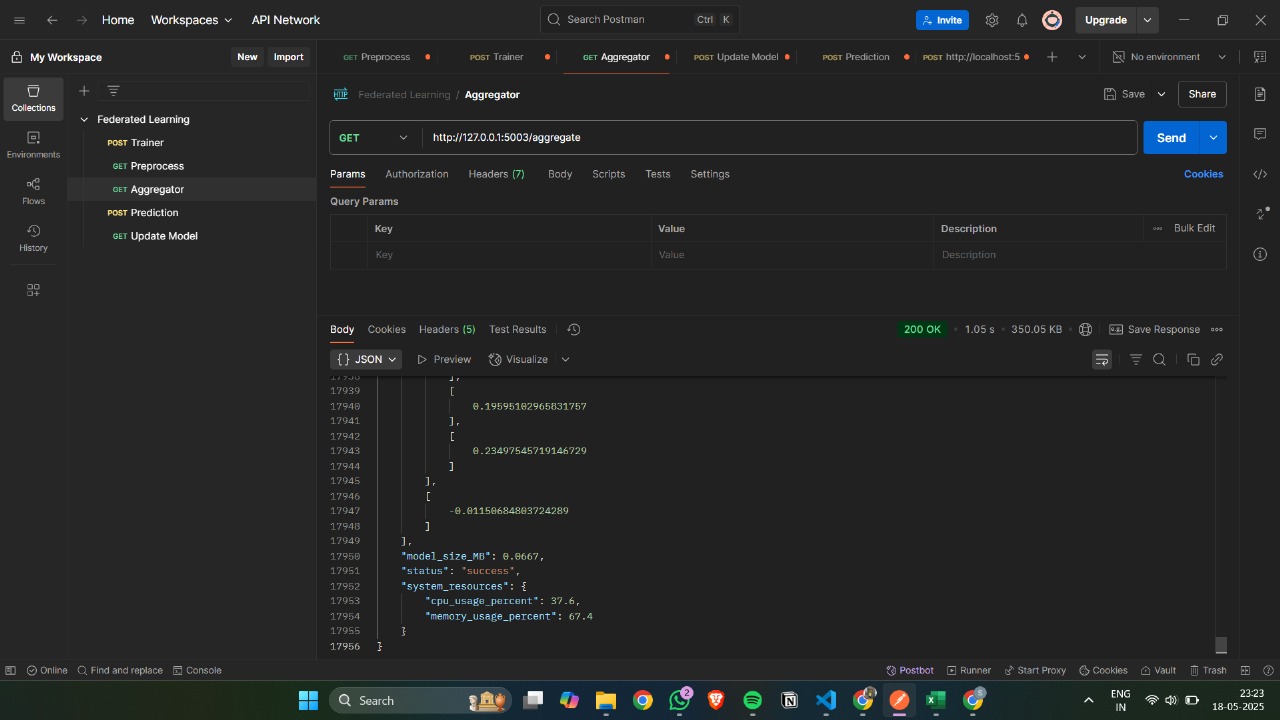 Home Workspaces API Network Search Postman Ctrl K Invite Upgrade
My Workspace New Import GET Preprocess POST Trainer GET Aggregator POST Update Model POST Prediction POST http://localhost:5 No environment
Collections
Environments
Flows
History
Federated Learning
POST Trainer
GET Preprocess
GET Aggregator
POST Prediction
GET Update Model
HTTP Federated Learning / Aggregator Save Share
GET http://127.0.0.1:5003/aggregate Send
Params Authorization Headers (7) Body Scripts Tests Settings Cookies
Query Params
Key Value Description Bulk Edit
Key Value Description
Body Cookies Headers (5) Test Results 200 OK 1.05 s 350.05 KB Save Response
{} JSON Preview Visualize
17938 ],
17939 [
17940 0.19595102965831757
17941 ],
17942 [
17943 0.23497545719146729
17944 ]
17945 ],
17946 [
17947 -0.01150684803724289
17948 ]
17949 ],
17950 "model_size_MB": 0.0667,
17951 "status": "success",
17952 "system_resources": {
17953 "cpu_usage_percent": 37.6,
17954 "memory_usage_percent": 67.4
17955 }
17956 }
Online Find and replace Console Postbot Runner Start Proxy Cookies Vault Trash
Search 2 ENG IN 23:23 18-05-2025